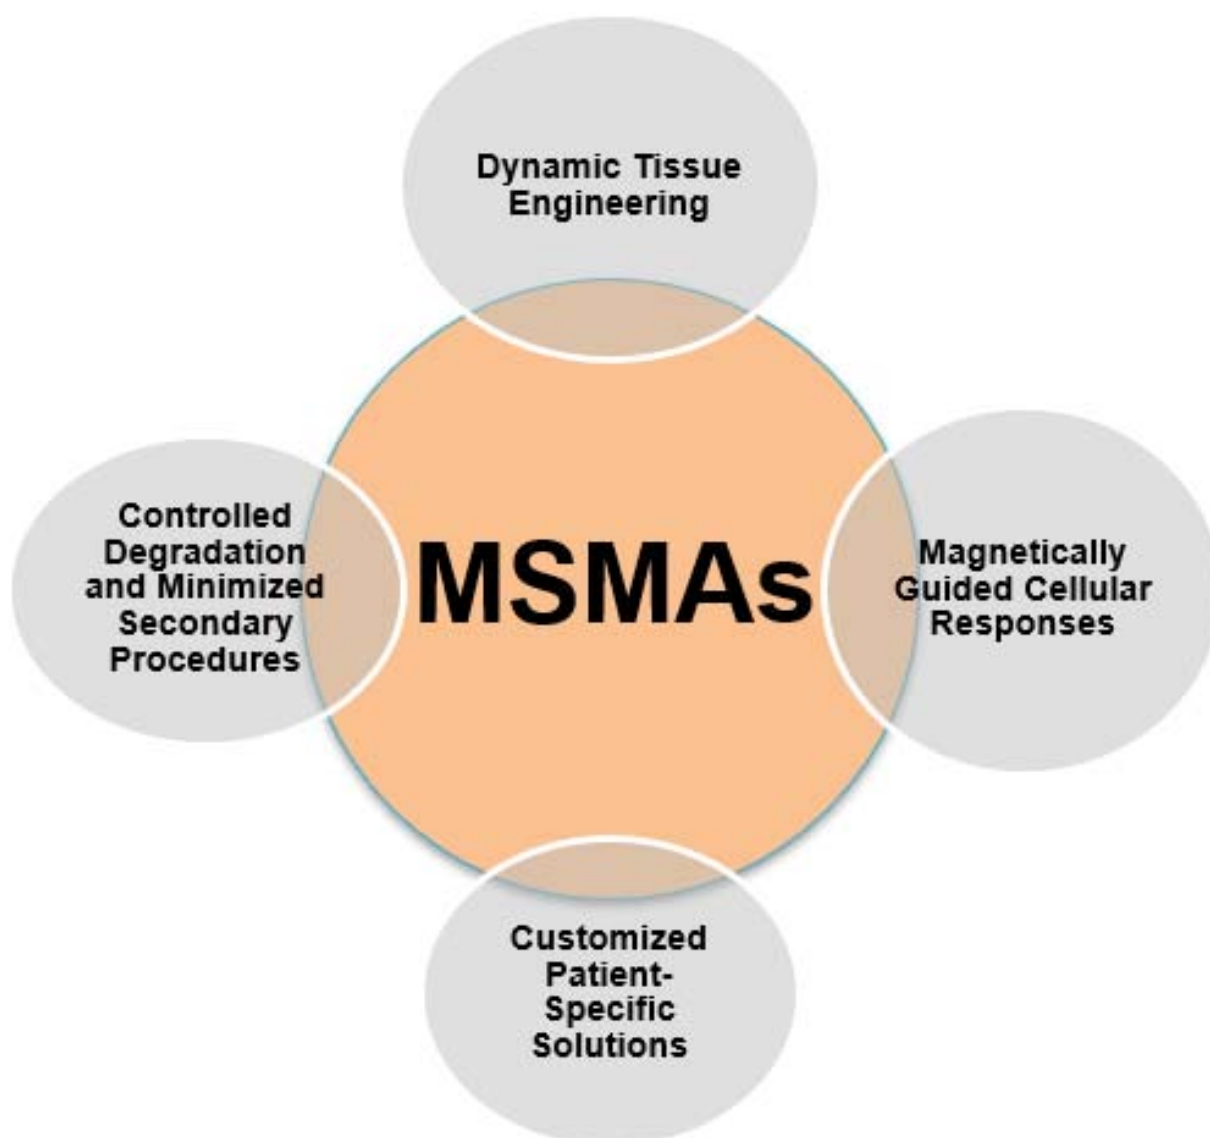 Dynamic Tissue
Engineering
Controlled
Degradation
and Minimized
Secondary
Procedures
MSMAs
Magnetically
Guided Cellular
Responses
Customized
Patient-
Specific
Solutions